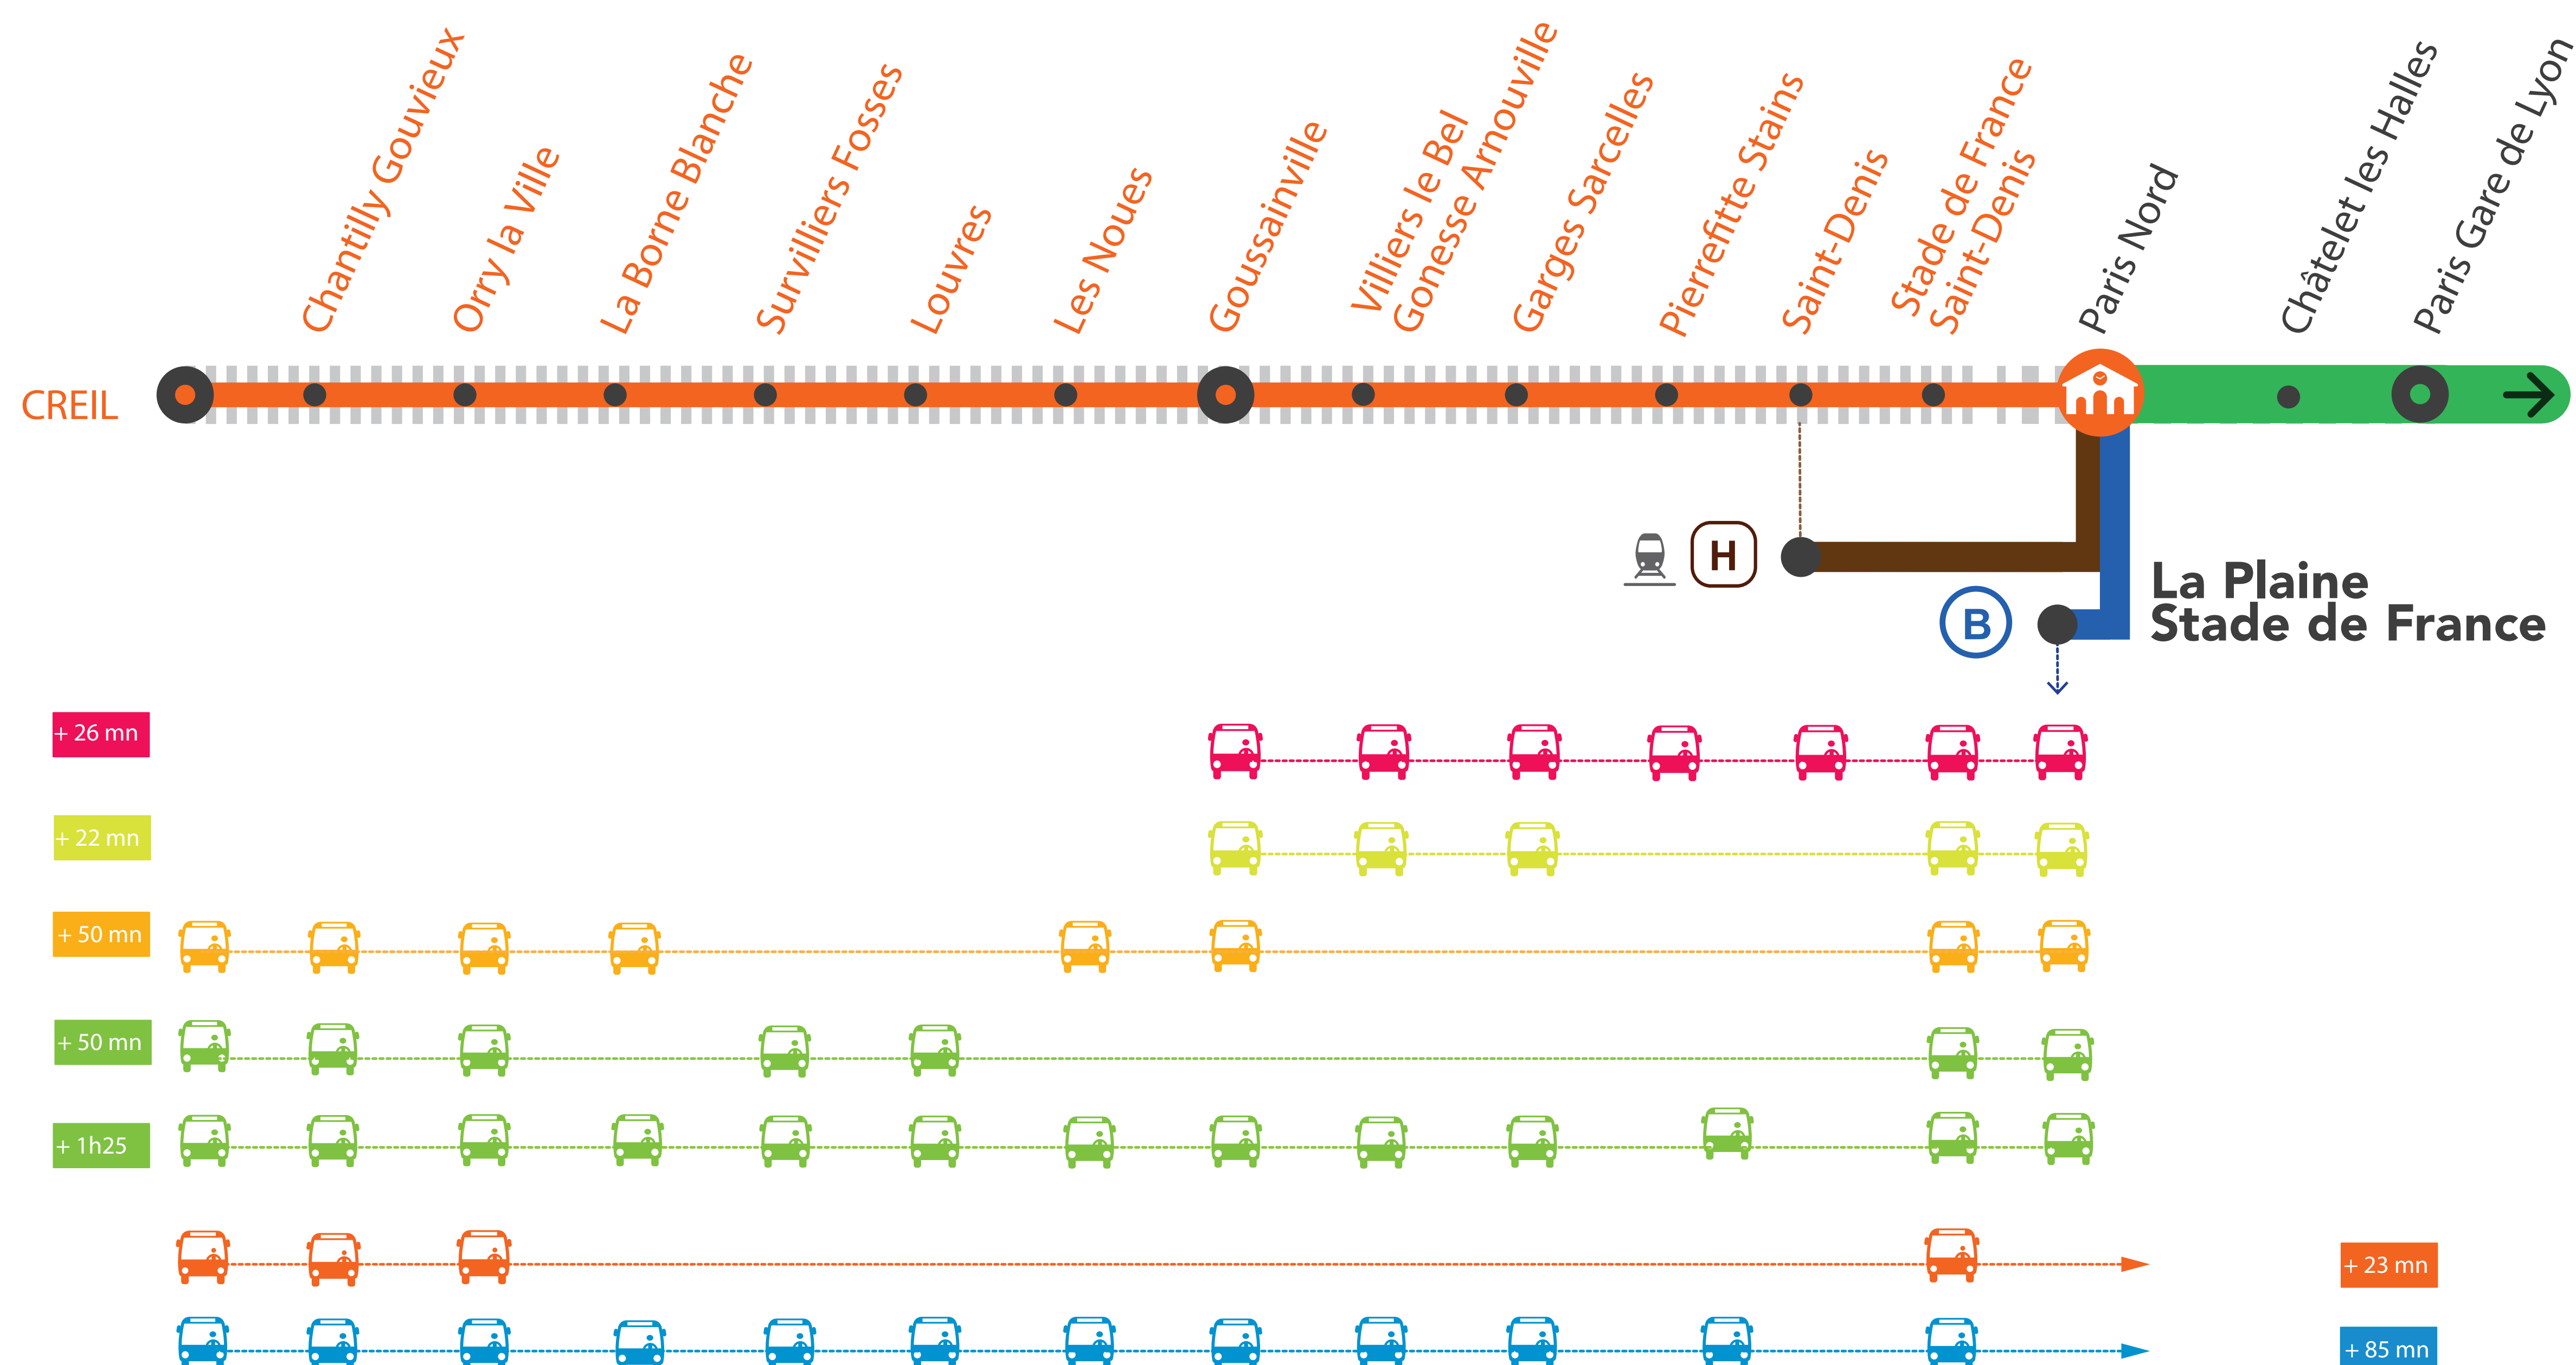 Chantilly Gouvieux
Orry la Ville
La Borne Blanche
Survilliers Fosses
Louvres
Les Noues
Goussainville
Villiers le Bel
Gonesse Arnouville
Garges Sarcelles
Pierrefitte Stains
Saint-Denis
Stade de France
Saint-Denis
Paris Nord
Châtelet les Halles
Paris Gare de Lyon
CREIL
H
B
La Plaine
Stade de France
+ 26 mn
+ 22 mn
+ 50 mn
+ 50 mn
+ 1h25
+ 23 mn
+ 85 mn